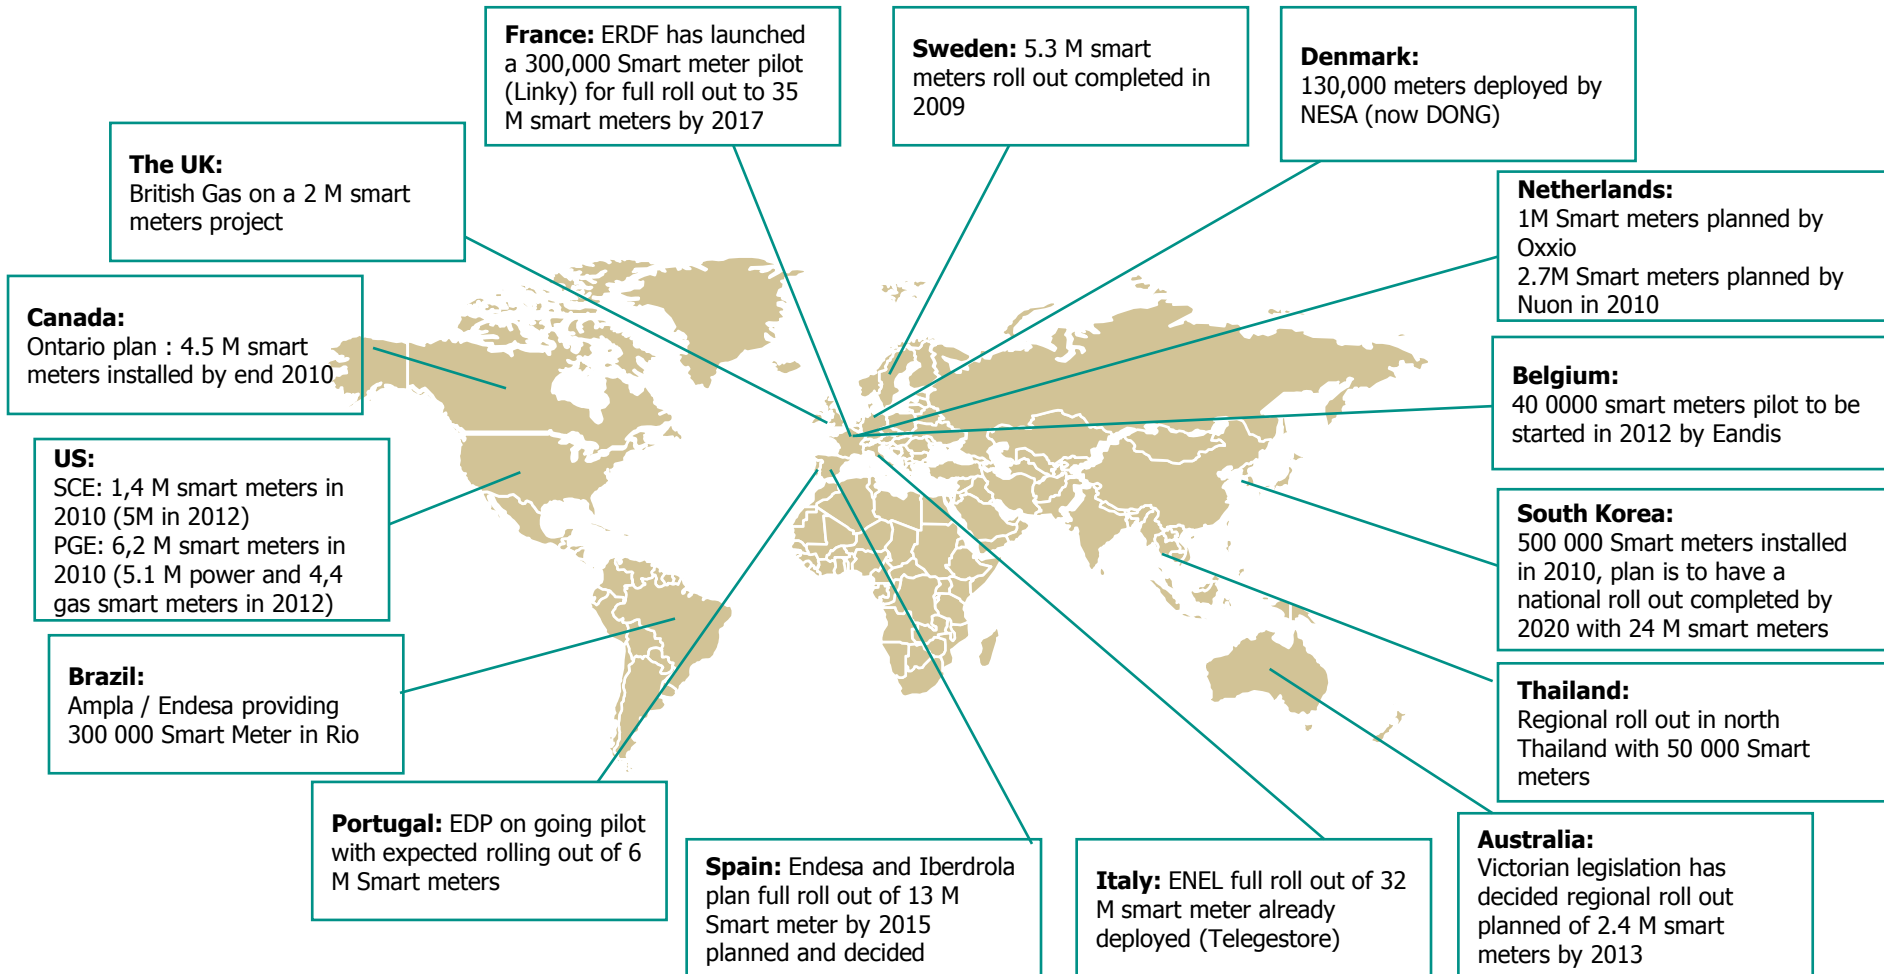 France: ERDF has launched
a 300,000 Smart meter pilot
(Linky) for full roll out to 35
M smart meters by 2017
Sweden: 5.3 M smart
meters roll out completed in
2009
Denmark:
130,000 meters deployed by
NESA (now DONG)
The UK:
British Gas on a 2 M smart
meters project
Netherlands:
1M Smart meters planned by
Oxxio
2.7M Smart meters planned by
Nuon in 2010
Canada:
Ontario plan : 4.5 M smart
meters installed by end 2010
Belgium:
40 0000 smart meters pilot to be
started in 2012 by Eandis
US:
SCE: 1,4 M smart meters in
2010 (5M in 2012)
PGE: 6,2 M smart meters in
2010 (5.1 M power and 4,4
gas smart meters in 2012)
South Korea:
500 000 Smart meters installed
in 2010, plan is to have a
national roll out completed by
2020 with 24 M smart meters
Brazil:
Ampla / Endesa providing
300 000 Smart Meter in Rio
Thailand:
Regional roll out in north
Thailand with 50 000 Smart
meters
Portugal: EDP on going pilot
with expected rolling out of 6
M Smart meters
Spain: Endesa and Iberdrola
plan full roll out of 13 M
Smart meter by 2015
planned and decided
Italy: ENEL full roll out of 32
M smart meter already
deployed (Telegestore)
Australia:
Victorian legislation has
decided regional roll out
planned of 2.4 M smart
meters by 2013